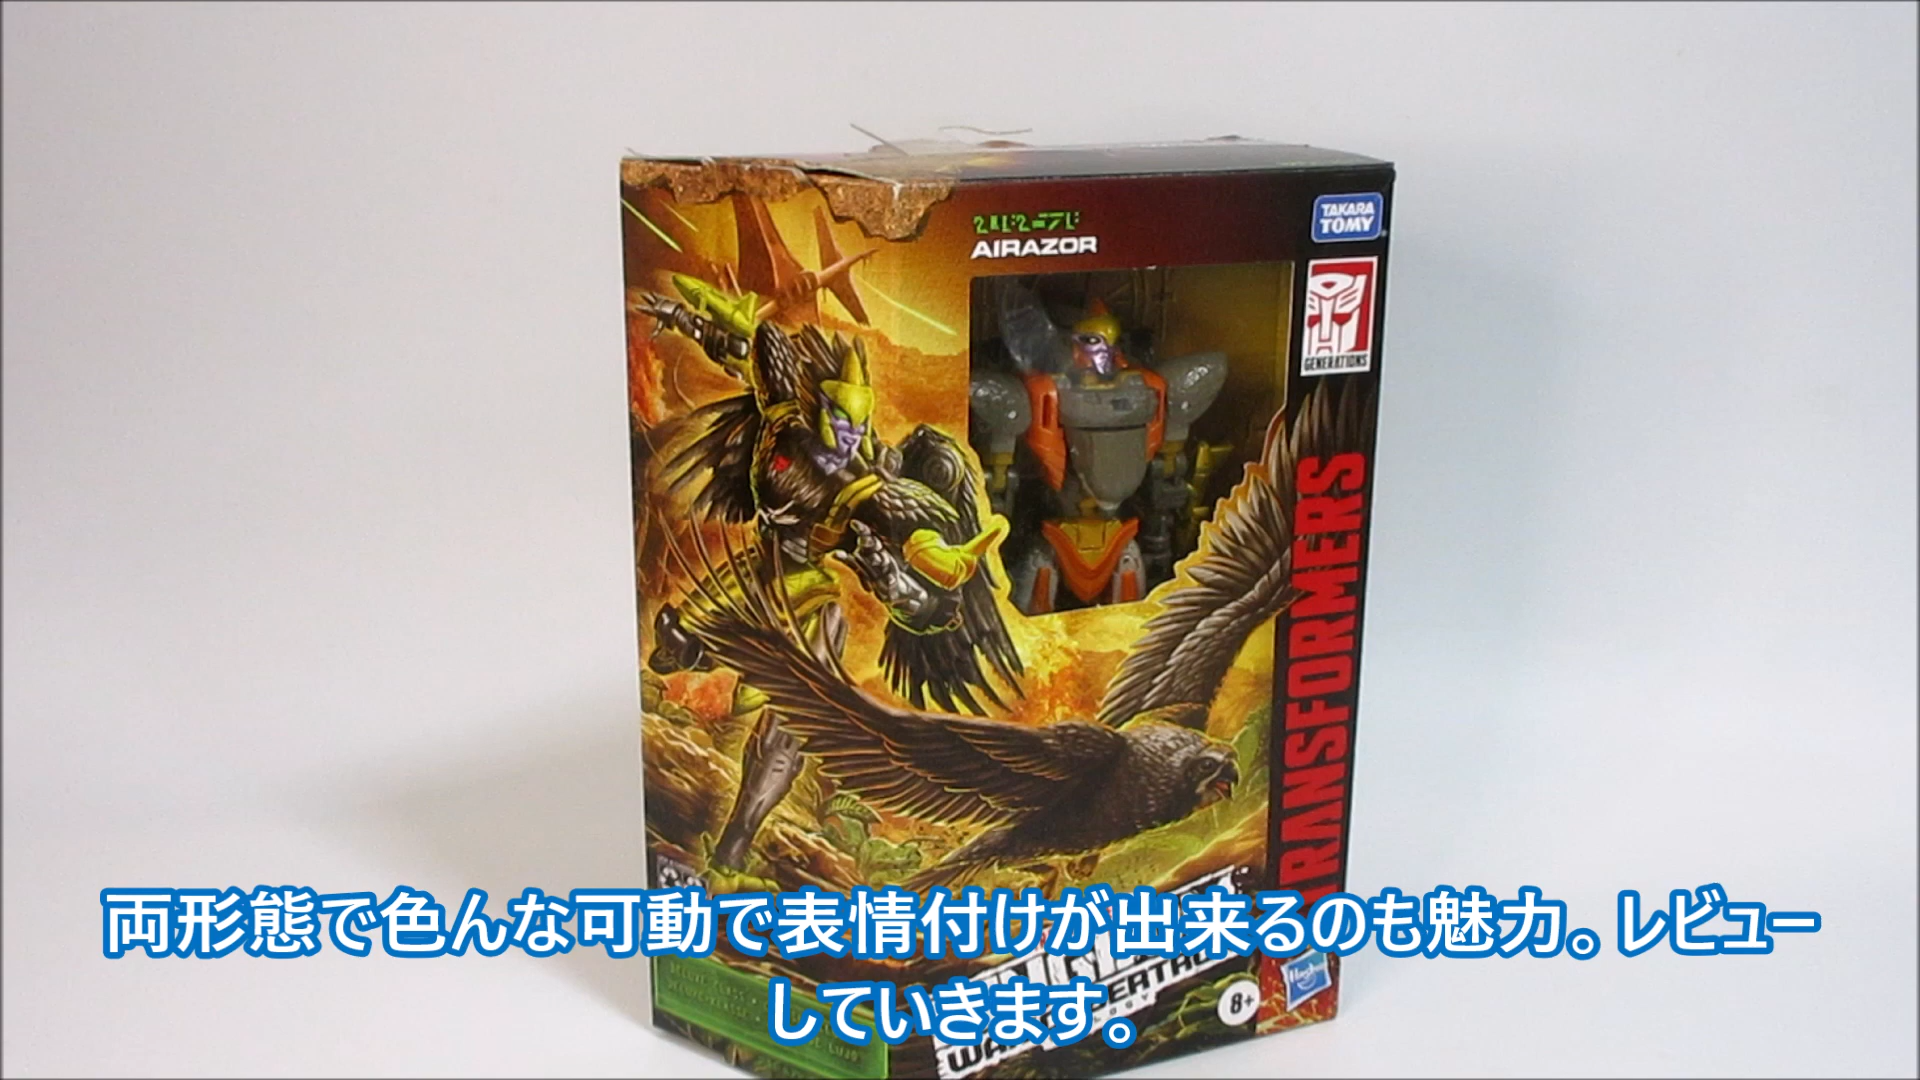 AIRAZOR
TAKARA
TOMY
GENERATIONS
TRANSFORMERS
両形態で色んな可動で表情付けが出来るのも魅力。レビュー
していきます。
8+
Hasbro